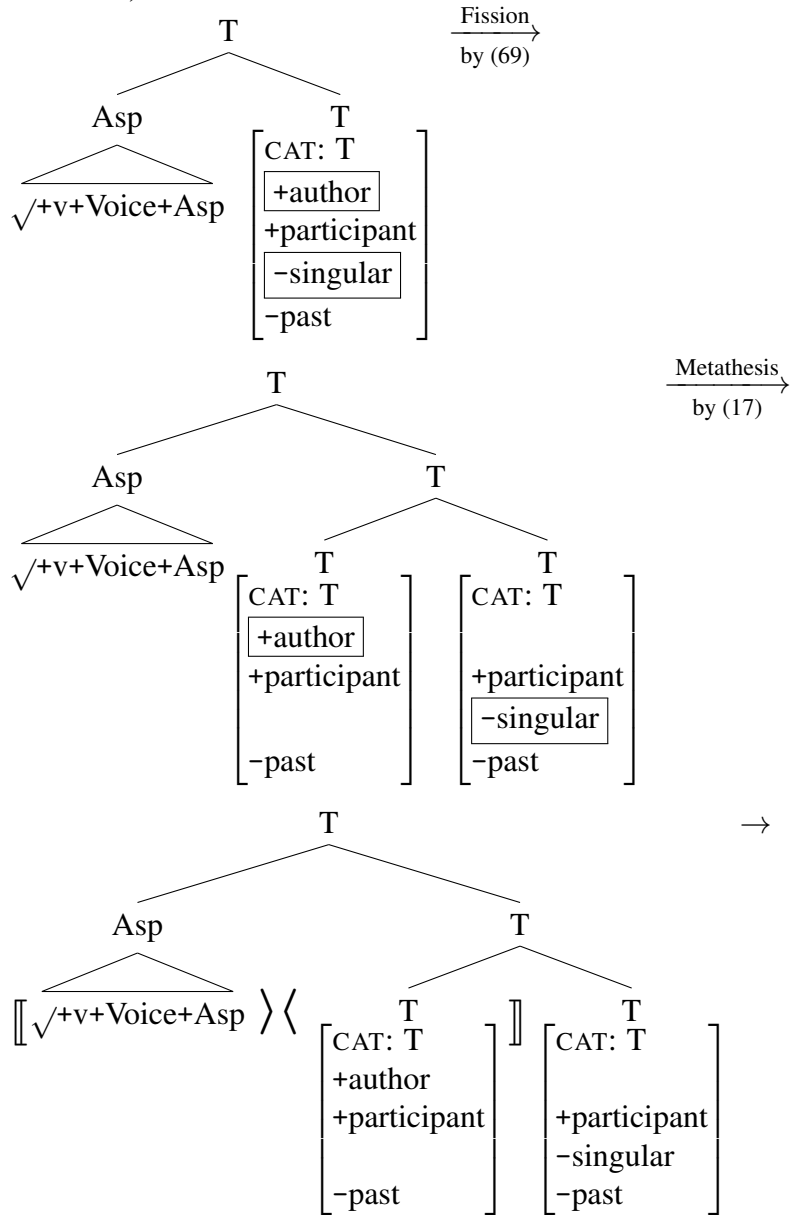 T
Fission
by (69)
Asp T
√+v+Voice+Asp
CAT: T
+author
+participant
-singular
-past
T
Metathesis
by (17)
Asp T
√+v+Voice+Asp
T T
CAT: T CAT: T
+author
+participant +participant
-singular
-past -past
T →
Asp T
⟦ √+v+Voice+Asp ⟩⟨ T ⟧ T
CAT: T CAT: T
+author
+participant +participant
-singular
-past -past